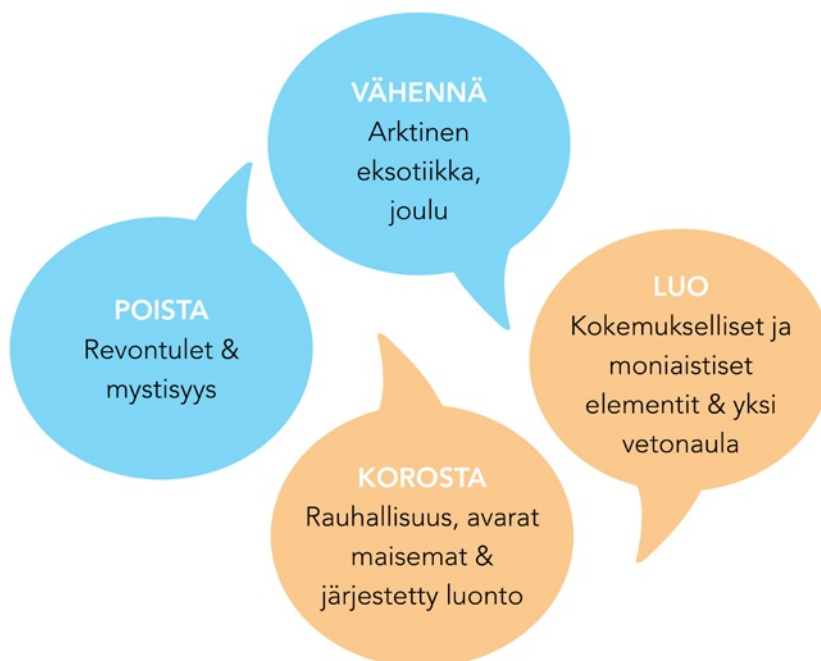 VÄHENNÄ
Arktinen
eksotiikka,
joulu
POISTA
Revontulet &
mystisyys
LUO
Kokemukselliset ja
moniaistiset
elementit & yksi
vetonaula
KOROSTA
Rauhallisuus, avarat
maisemat &
järjestetty luonto